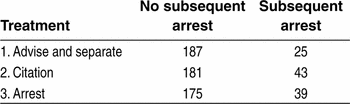 No subsequent Subsequent
Treatment arrest arrest
1. Advise and separate 187 25
2. Citation 181 43
3. Arrest 175 39